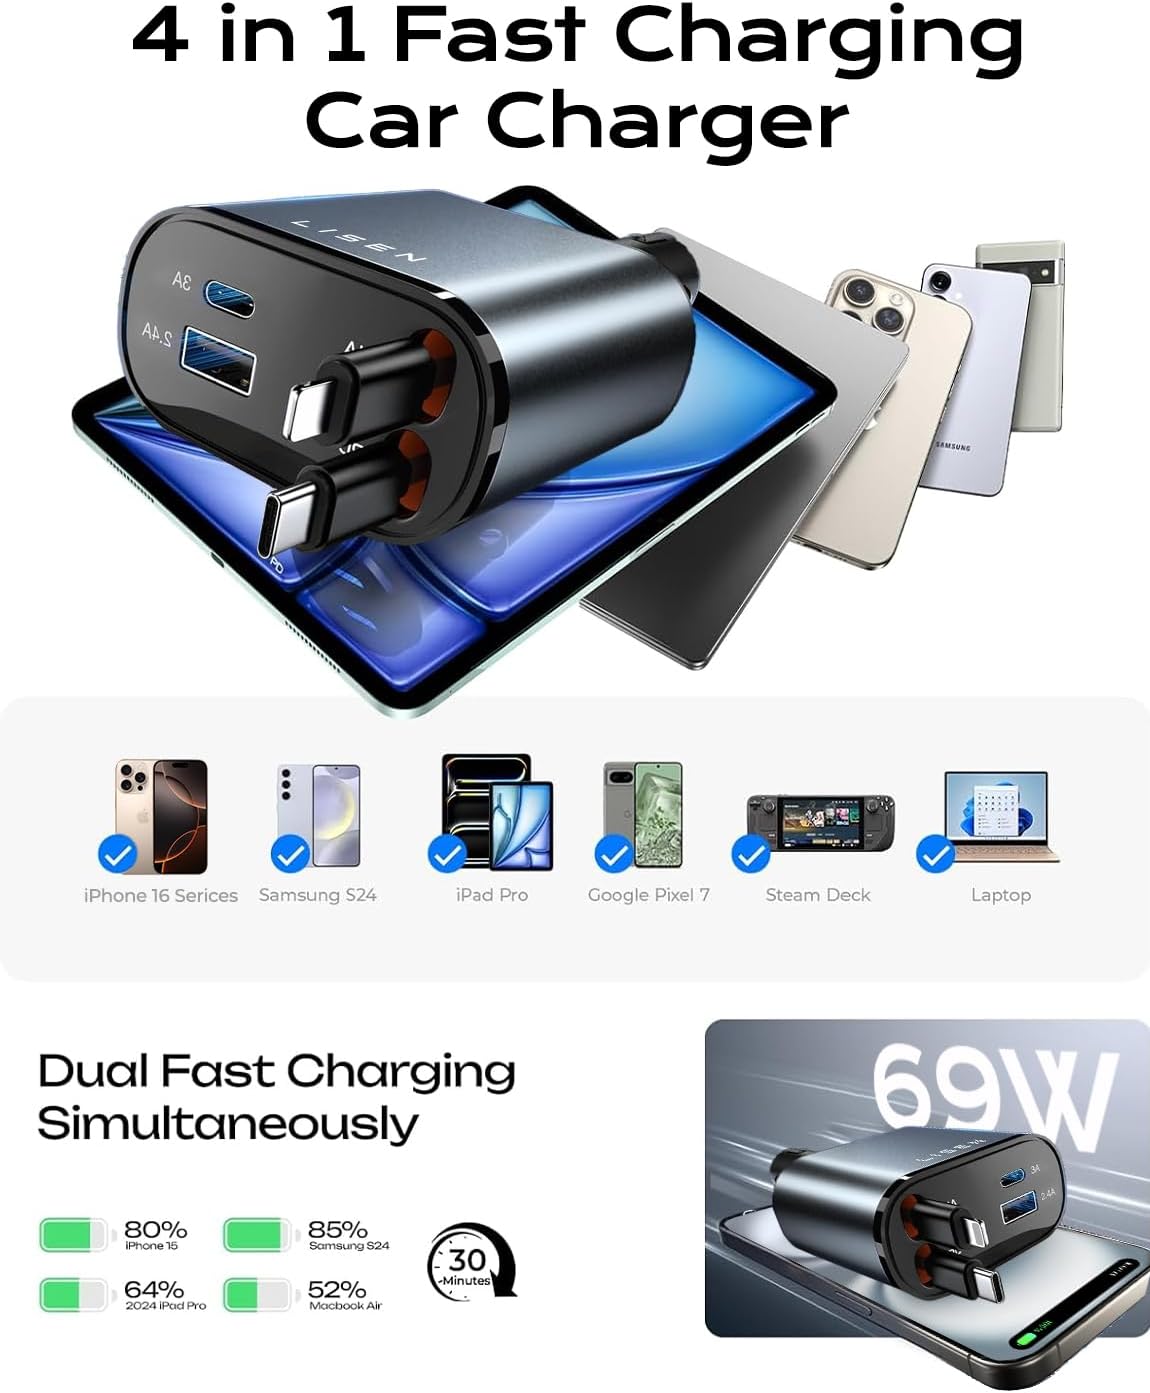 4 in 1 Fast Charging
Car Charger
LISEN
3A
2.4A
PD
SAMSUNG
iPhone 16 Serices
Samsung S24
iPad Pro
Google Pixel 7
Steam Deck
Laptop
Dual Fast Charging
Simultaneously
80%
iPhone 15
85%
Samsung S24
64%
2024 iPad Pro
52%
Macbook Air
30
-Minutes-
69W
3A
2.4A